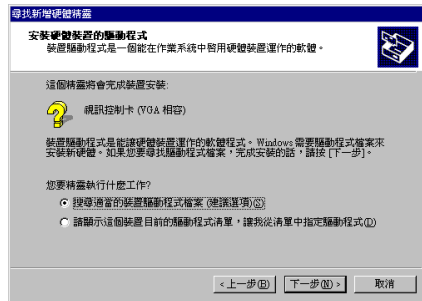 尋找新增硬體精靈
安裝硬體裝置的驅動程式
裝置驅動程式是一個能在作業系統中啓用硬體裝置運作的軟體。
這個精靈將會完成裝置安裝:
視訊控制卡 (VGA 相容)
裝置驅動程式是能讓硬體裝置運作的軟體程式。Windows 需要驅動程式檔案來
安裝新硬體。如果您要尋找驅動程式檔案，完成安裝的話，請按 [下一步]。
您要精靈執行什麼工作?
搜尋適當的裝置驅動程式檔案 (建議選項)(S)
請顯示這個裝置目前的驅動程式清單，讓我從清單中指定驅動程式(D)
<上一步(B) 下一步(N)> 取消